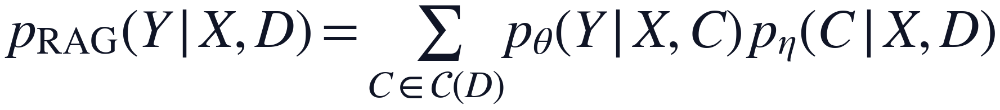 p_RAG(Y|X, D) = ∑_{C ∈ 𝒞(D)} p_θ(Y|X, C) p_η(C|X, D)